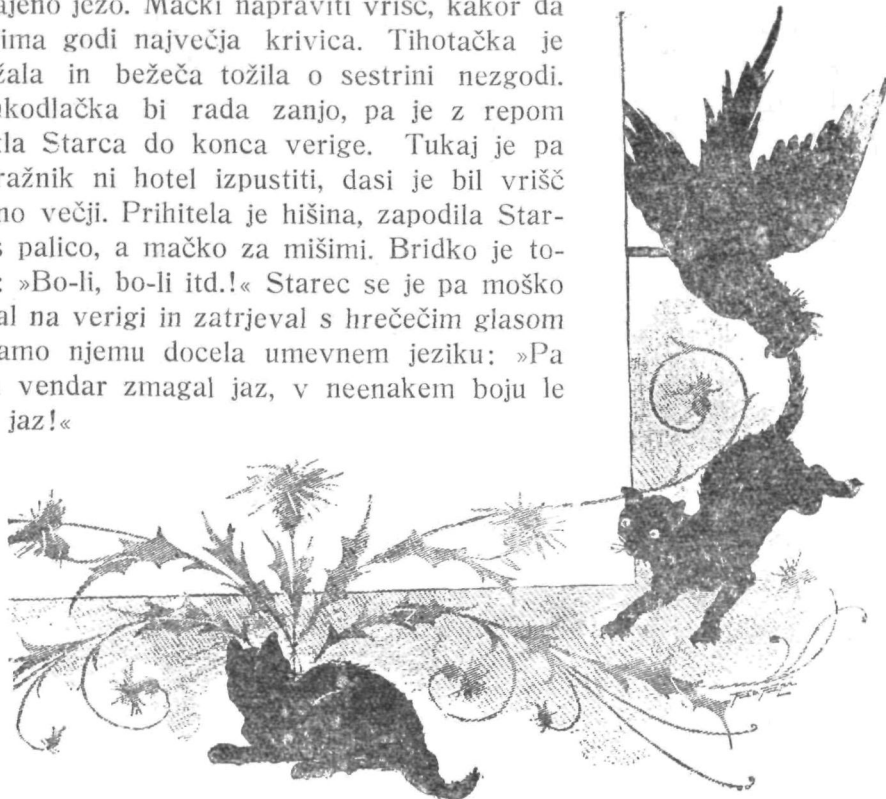 ajeno jezo. Mački napraviti vrišč, kakor da
ima godi največja krivica. Tihotačka je
žala in bežeča tožila o sestrini nezgodi.
kodlačka bi rada zanjo, pa je z repom
kla Starca do konca verige. Tukaj je pa
ražnik ni hotel izpustiti, dasi je bil vrišč
no večji. Prihitela je hišina, zapodila Star-
s palico, a mačko za mišimi. Bridko je to-
: »Bo-li, bo-li itd.!« Starec se je pa moško
al na verigi in zatrjeval s hrečečim glasom
amo njemu docela umevnem jeziku: »Pa
vendar zmagal jaz, v neenakem boju le
jaz!«